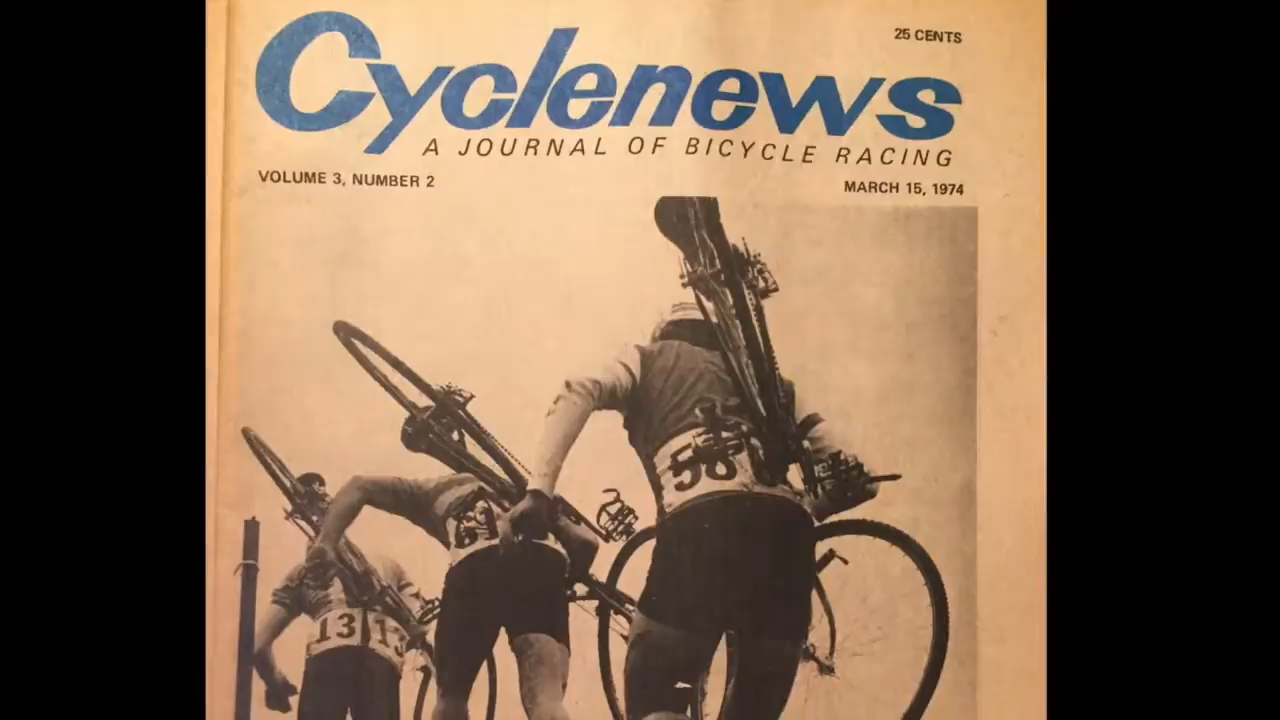 25 CENTS
Cyclenews
A JOURNAL OF BICYCLE RACING
VOLUME 3, NUMBER 2
MARCH 15, 1974
58
13 13